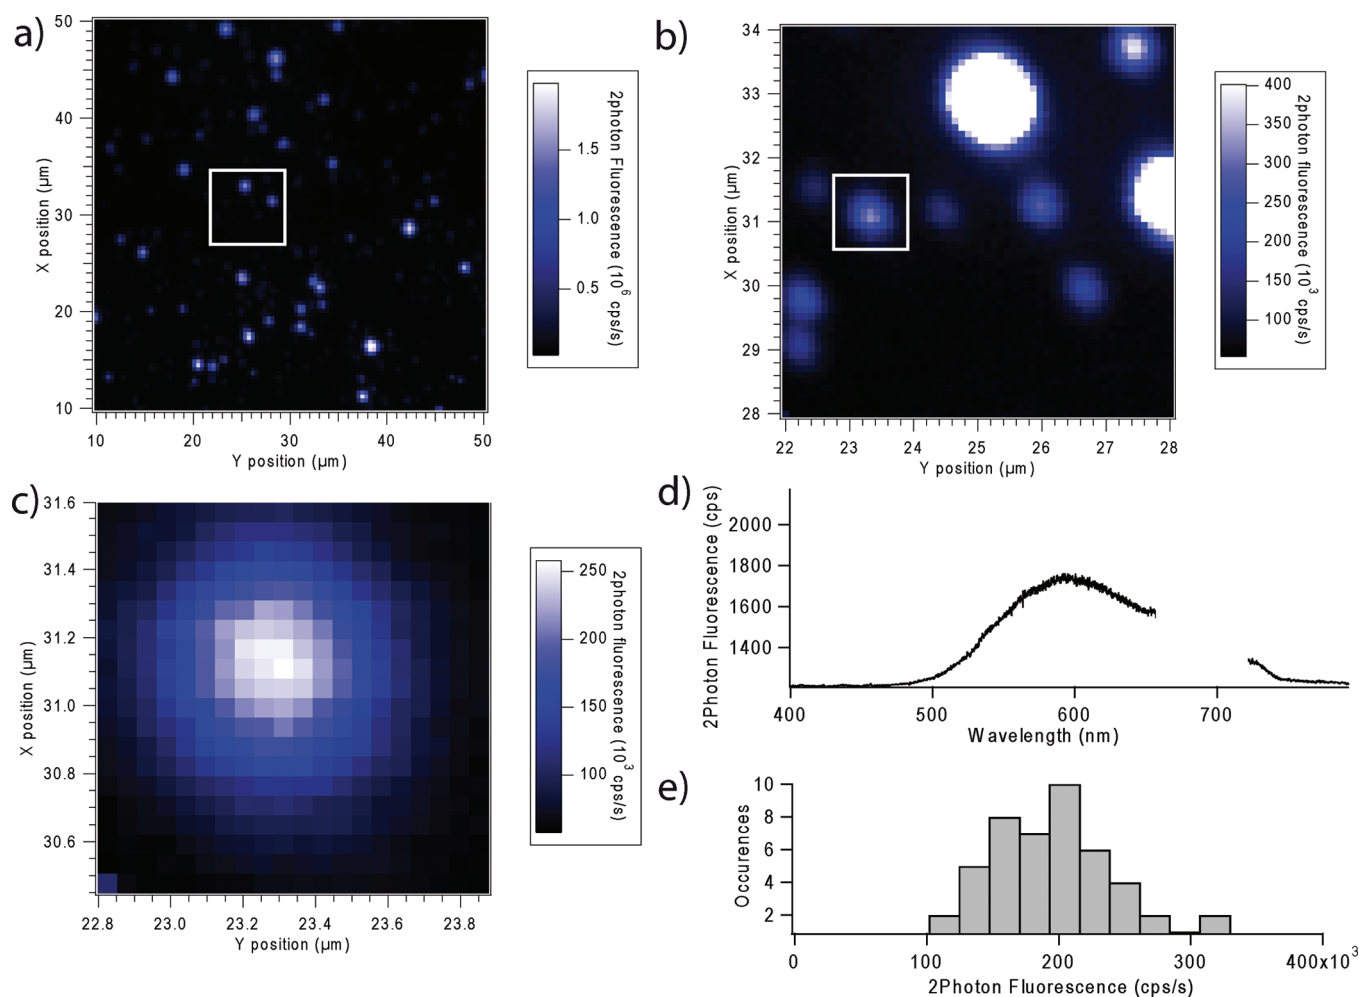 a)
50
40
30
20
10
X position (µm)
10 20 30 40 50
Y position (µm)
1.5
1.0
0.5
2photon Fluorescence (10⁶ cps/s)
b)
34
33
32
31
30
29
28
X position (µm)
22 23 24 25 26 27 28
Y position (µm)
400
350
300
250
200
150
100
2photon fluorescence (10³ cps/s)
c)
31.6
31.4
31.2
31.0
30.8
30.6
X position (µm)
22.8 23.0 23.2 23.4 23.6 23.8
Y position (µm)
250
200
150
100
2photon fluorescence (10³ cps/s)
d)
2000
1800
1600
1400
2Photon Fluorescence (cps)
400 500 600 700
Wavelength (nm)
e)
10
8
6
4
2
Occurences
0 100 200 300 400x10³
2Photon Fluorescence (cps/s)